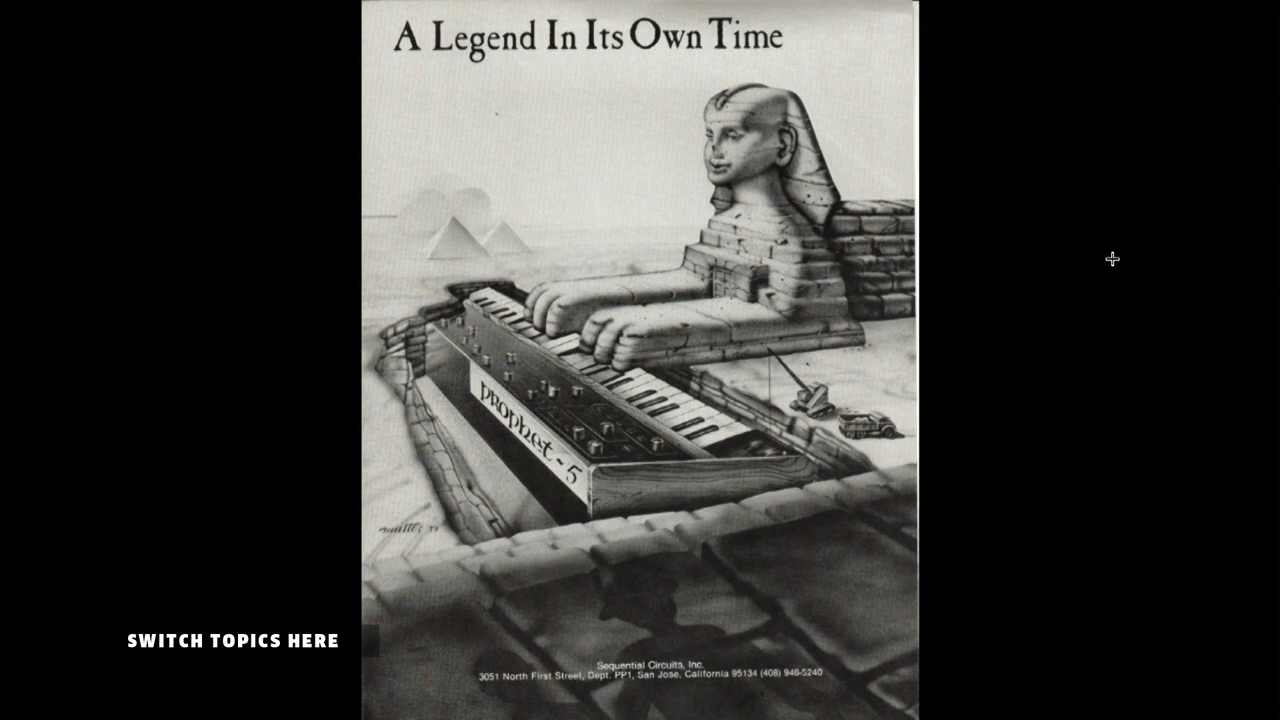 A Legend In Its Own Time
prophet-5
SWITCH TOPICS HERE
Sequential Circuits, Inc.
3051 North First Street, Dept. PP1, San Jose, California 95134 (408) 946-5240